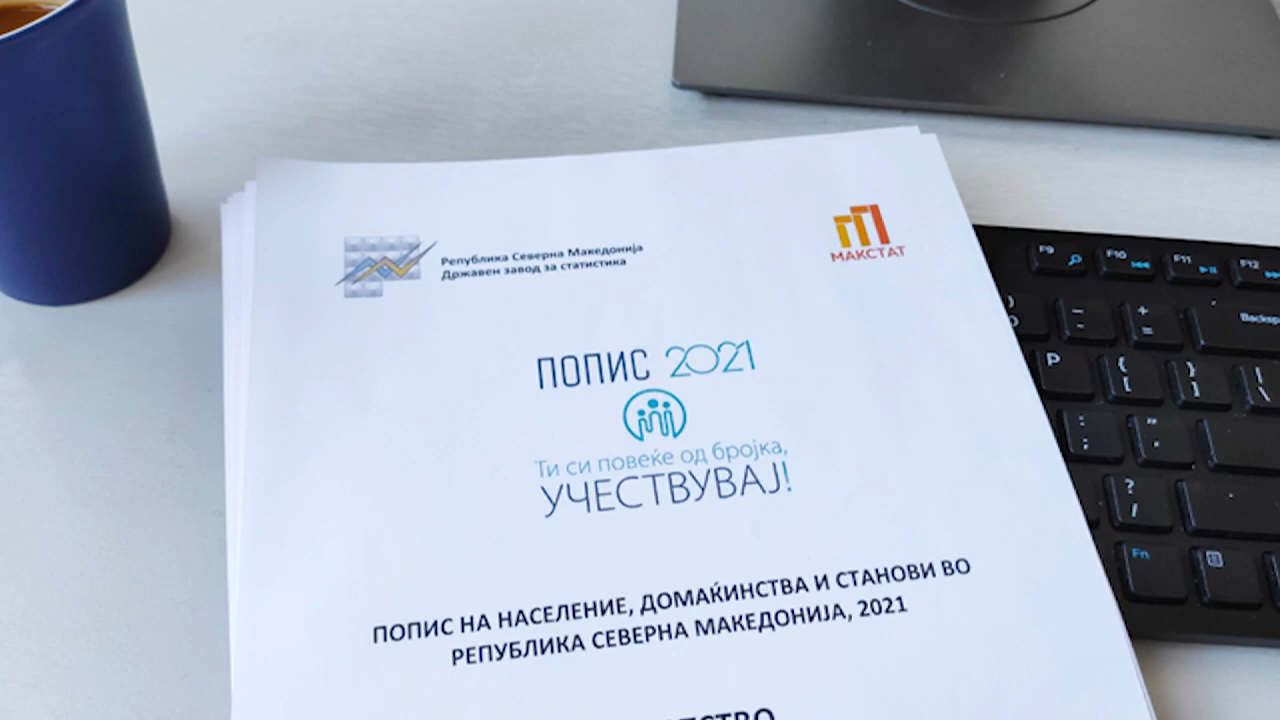 Република Северна Македонија
Државен завод за статистика
МАКСТАТ
ПОПИС 2021
Ти си повеќе од бројка,
УЧЕСТВУВАЈ!
ПОПИС НА НАСЕЛЕНИЕ, ДОМАЌИНСТВА И СТАНОВИ ВО
РЕПУБЛИКА СЕВЕРНА МАКЕДОНИЈА, 2021
F9 F10 F11 F12
- + Backsp
_ =
P { }
[ ]
: "
; '
? .
/
Fn